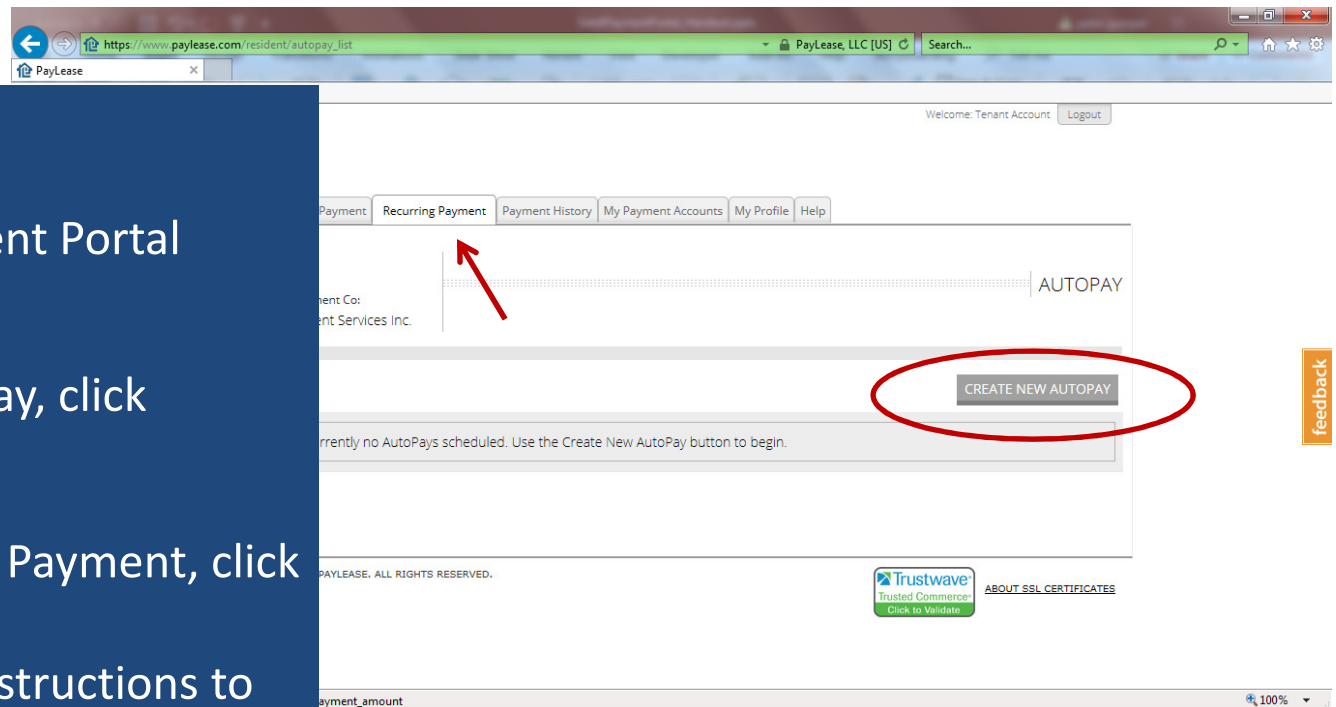 https://www.paylease.com/resident/autopay_list
PayLease, LLC [US]
Search...
PayLease
Welcome: Tenant Account
Logout
Payment
Recurring Payment
Payment History
My Payment Accounts
My Profile
Help
ent Portal
AUTOPAY
ment Co:
ent Services Inc.
ay, click
CREATE NEW AUTOPAY
feedback
rrently no AutoPays scheduled. Use the Create New AutoPay button to begin.
Payment, click
PAYLEASE. ALL RIGHTS RESERVED.
Trustwave
Trusted Commerce
Click to Validate
ABOUT SSL CERTIFICATES
structions to
ayment_amount
100%